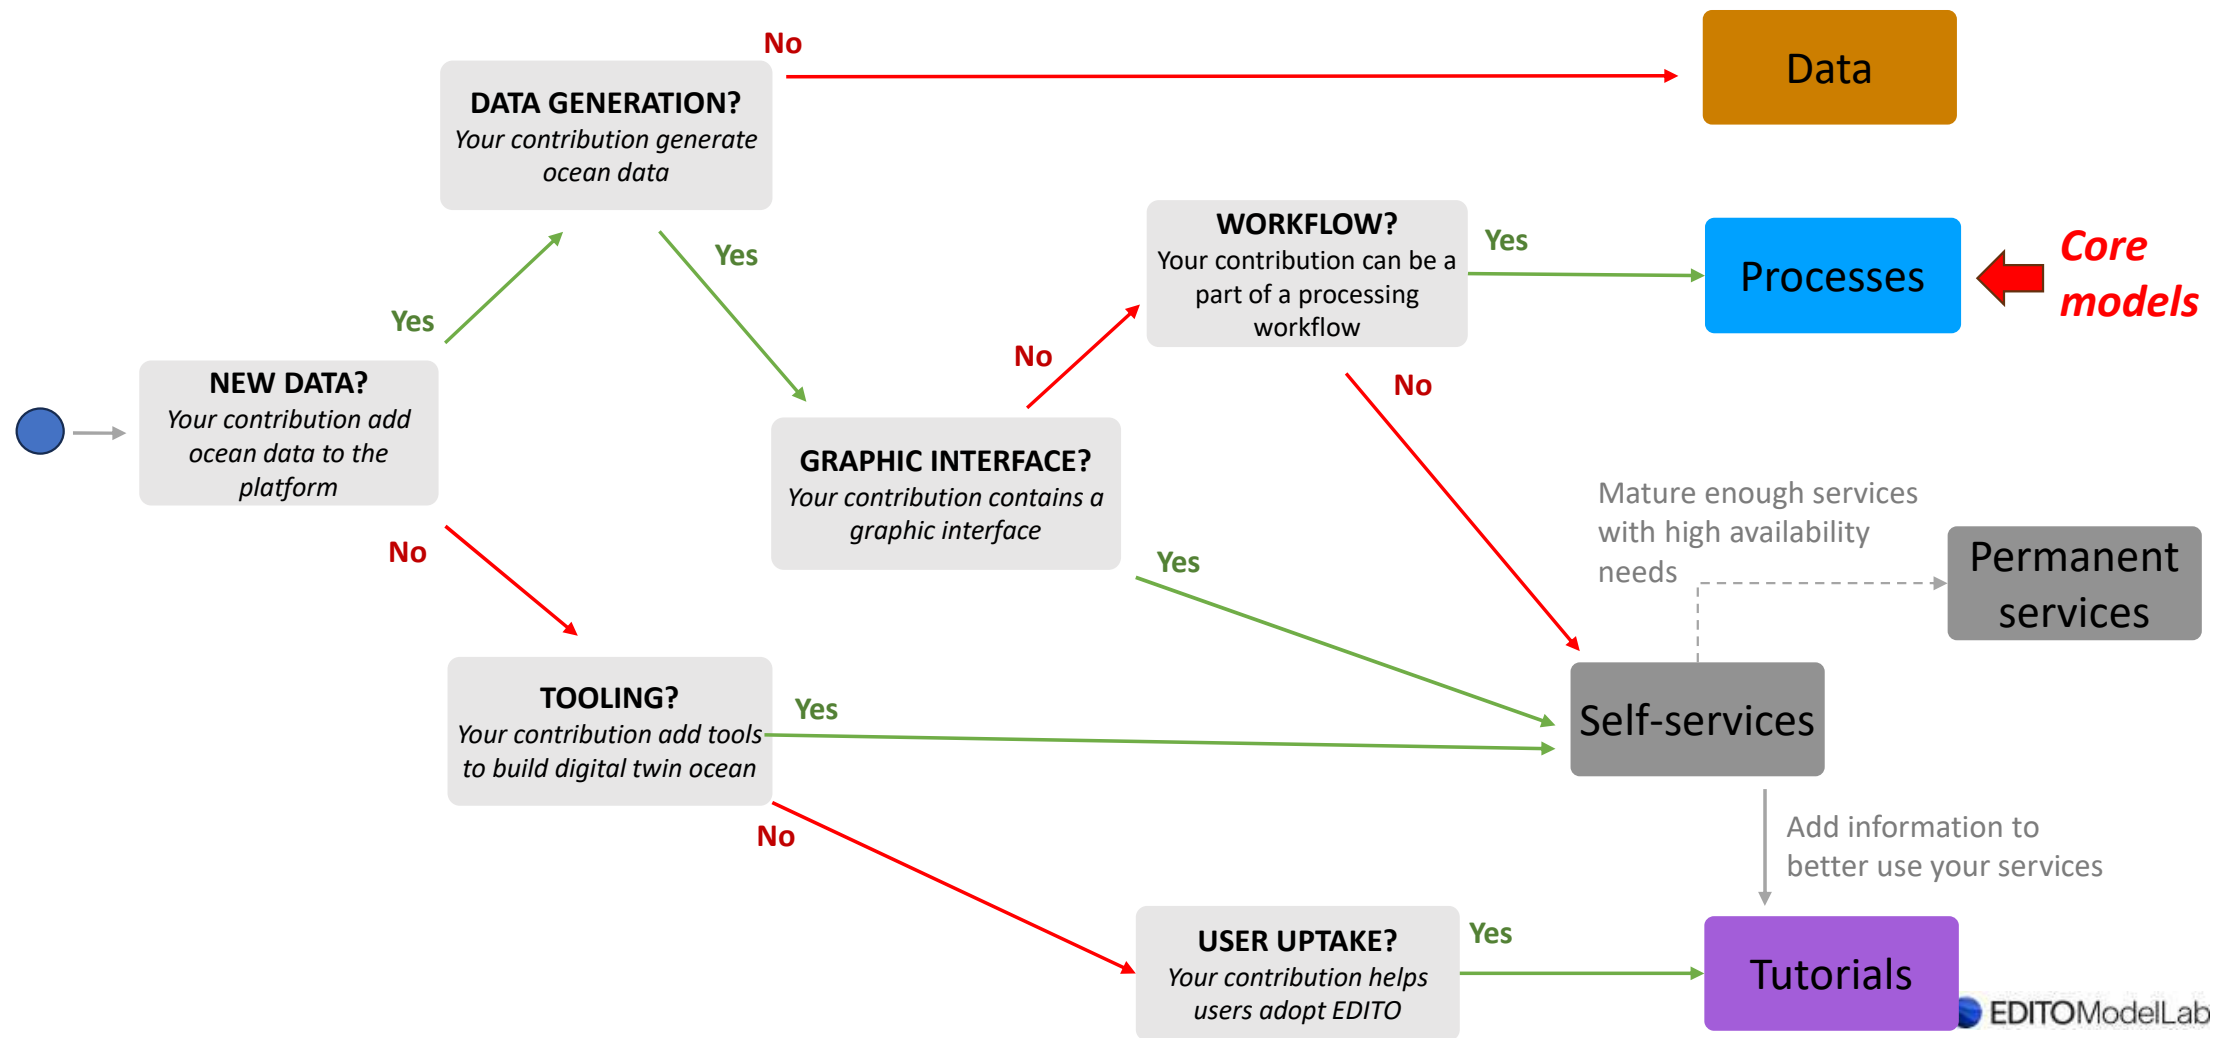 No
DATA GENERATION?
Your contribution generate
ocean data
Data
Yes
Yes
WORKFLOW?
Your contribution can be a
part of a processing
workflow
Yes
Processes
Core
models
No
No
NEW DATA?
Your contribution add
ocean data to the
platform
No
GRAPHIC INTERFACE?
Your contribution contains a
graphic interface
Yes
Mature enough services
with high availability
needs
Permanent
services
TOOLING?
Your contribution add tools
to build digital twin ocean
Yes
No
Self-services
Add information to
better use your services
USER UPTAKE?
Your contribution helps
users adopt EDITO
Yes
Tutorials
EDITOModelLab